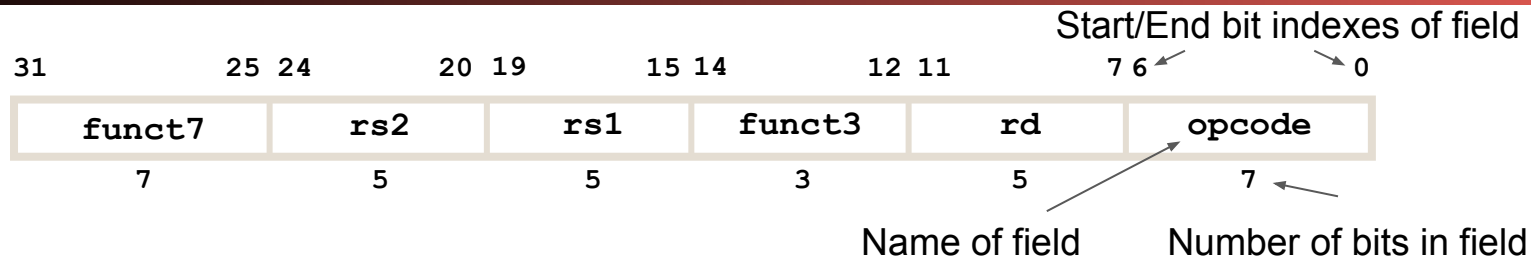 Start/End bit indexes of field
31 25 24 20 19 15 14 12 11 7 6 0
funct7 rs2 rs1 funct3 rd opcode
7 5 5 3 5 7
Name of field Number of bits in field